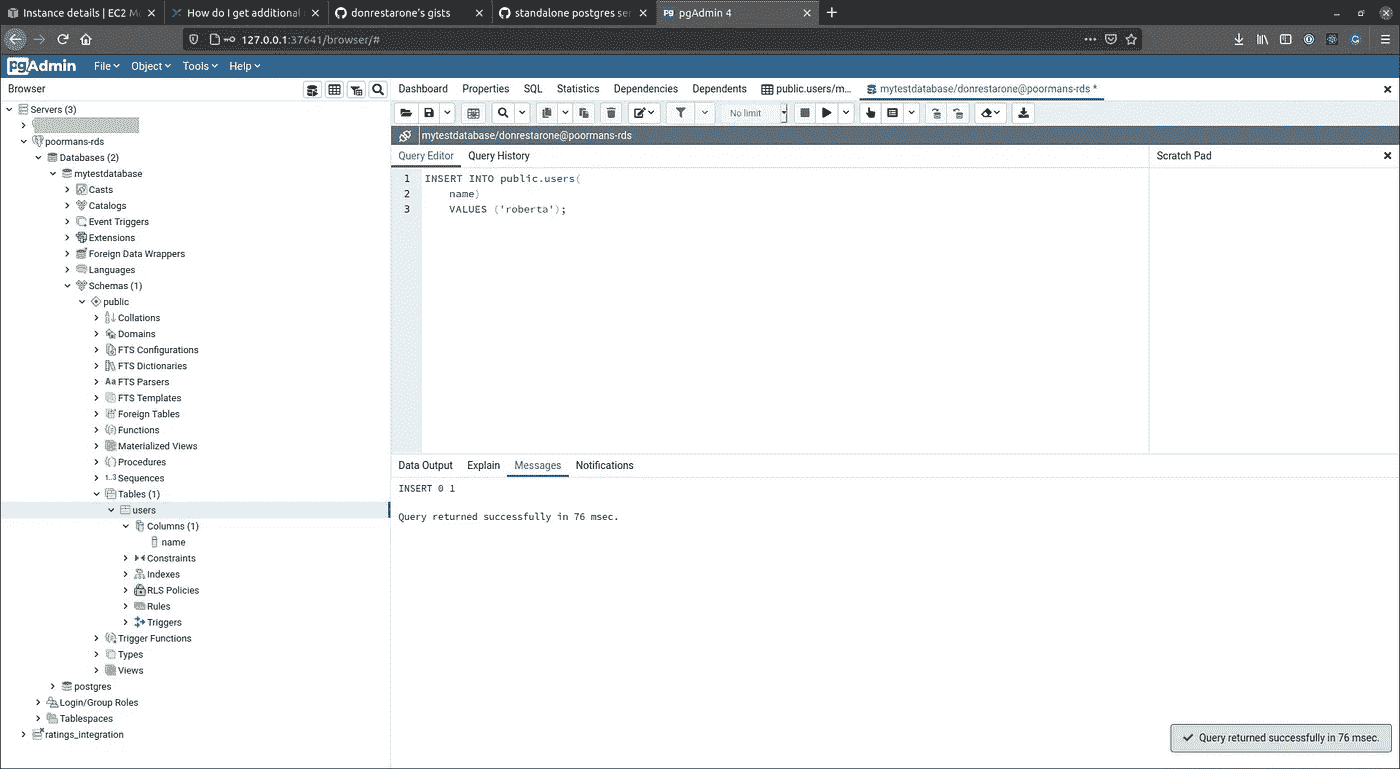 Instance details | EC2 M
How do I get additional
donrestarone's gists
standalone postgres se
pgAdmin 4
127.0.0.1:37641/browser/#
pgAdmin File Object Tools Help
Browser
Dashboard Properties SQL Statistics Dependencies Dependents public.users/m... mytestdatabase/donrestarone@poormans-rds *
No limit
mytestdatabase/donrestarone@poormans-rds
Query Editor Query History
Scratch Pad
1 INSERT INTO public.users(
2 name)
3 VALUES ('roberta');
Data Output Explain Messages Notifications
INSERT 0 1
Query returned successfully in 76 msec.
Servers (3)
poormans-rds
Databases (2)
mytestdatabase
Casts
Catalogs
Event Triggers
Extensions
Foreign Data Wrappers
Languages
Schemas (1)
public
Collations
Domains
FTS Configurations
FTS Dictionaries
Aa FTS Parsers
FTS Templates
Foreign Tables
Functions
Materialized Views
Procedures
1..3 Sequences
Tables (1)
users
Columns (1)
name
Constraints
Indexes
RLS Policies
Rules
Triggers
Trigger Functions
Types
Views
postgres
Login/Group Roles
Tablespaces
ratings_integration
Query returned successfully in 76 msec.